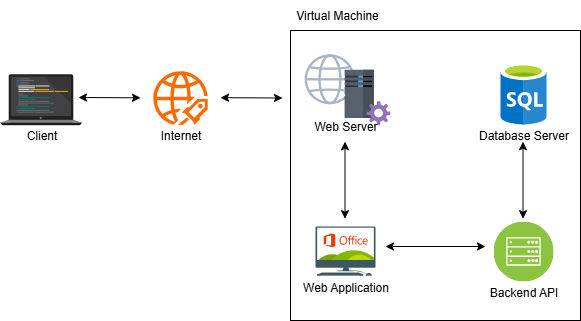 Virtual Machine
Client
Internet
Web Server
SQL
Database Server
Office
Web Application
Backend API